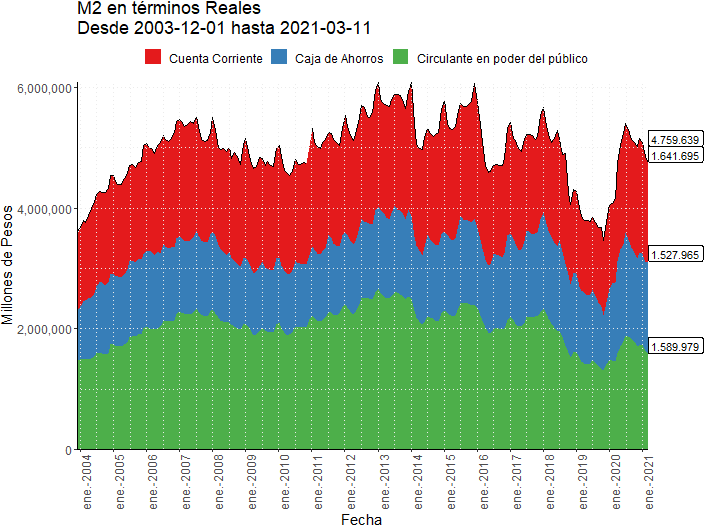 M2 en términos Reales
Desde 2003-12-01 hasta 2021-03-11
Cuenta Corriente Caja de Ahorros Circulante en poder del público
6,000,000
4,000,000
2,000,000
0
Millones de Pesos
4.759.639
1.641.695
1.527.965
1.589.979
ene.-2004
ene.-2005
ene.-2006
ene.-2007
ene.-2008
ene.-2009
ene.-2010
ene.-2011
ene.-2012
ene.-2013
ene.-2014
ene.-2015
ene.-2016
ene.-2017
ene.-2018
ene.-2019
ene.-2020
ene.-2021
Fecha